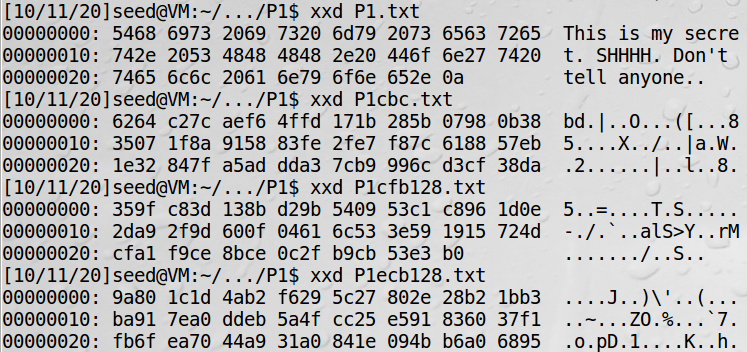 [10/11/20]seed@VM:~/.../P1$ xxd P1.txt
00000000: 5468 6973 2069 7320 6d79 2073 6563 7265  This is my secre
00000010: 742e 2053 4848 4848 2e20 446f 6e27 7420  t. SHHHH. Don't
00000020: 7465 6c6c 2061 6e79 6f6e 652e 0a         tell anyone..
[10/11/20]seed@VM:~/.../P1$ xxd P1cbc.txt
00000000: 6264 c27c aef6 4ffd 171b 285b 0798 0b38  bd.|..O...([...8
00000010: 3507 1f8a 9158 83fe 2fe7 f87c 6188 57eb  5....X../..|a.W.
00000020: 1e32 847f a5ad dda3 7cb9 996c d3cf 38da  .2......|..l..8.
[10/11/20]seed@VM:~/.../P1$ xxd P1cfb128.txt
00000000: 359f c83d 138b d29b 5409 53c1 c896 1d0e  5..=....T.S.....
00000010: 2da9 2f9d 600f 0461 6c53 3e59 1915 724d  -./.`..alS>Y..rM
00000020: cfa1 f9ce 8bce 0c2f b9cb 53e3 b0         ......./..S..
[10/11/20]seed@VM:~/.../P1$ xxd P1ecb128.txt
00000000: 9a80 1c1d 4ab2 f629 5c27 802e 28b2 1bb3  ....J..)\'..(...
00000010: ba91 7ea0 ddeb 5a4f cc25 e591 8360 37f1  ..~...ZO.%...`7.
00000020: fb6f ea70 44a9 31a0 841e 094b b6a0 6895  .o.pD.1....K..h.